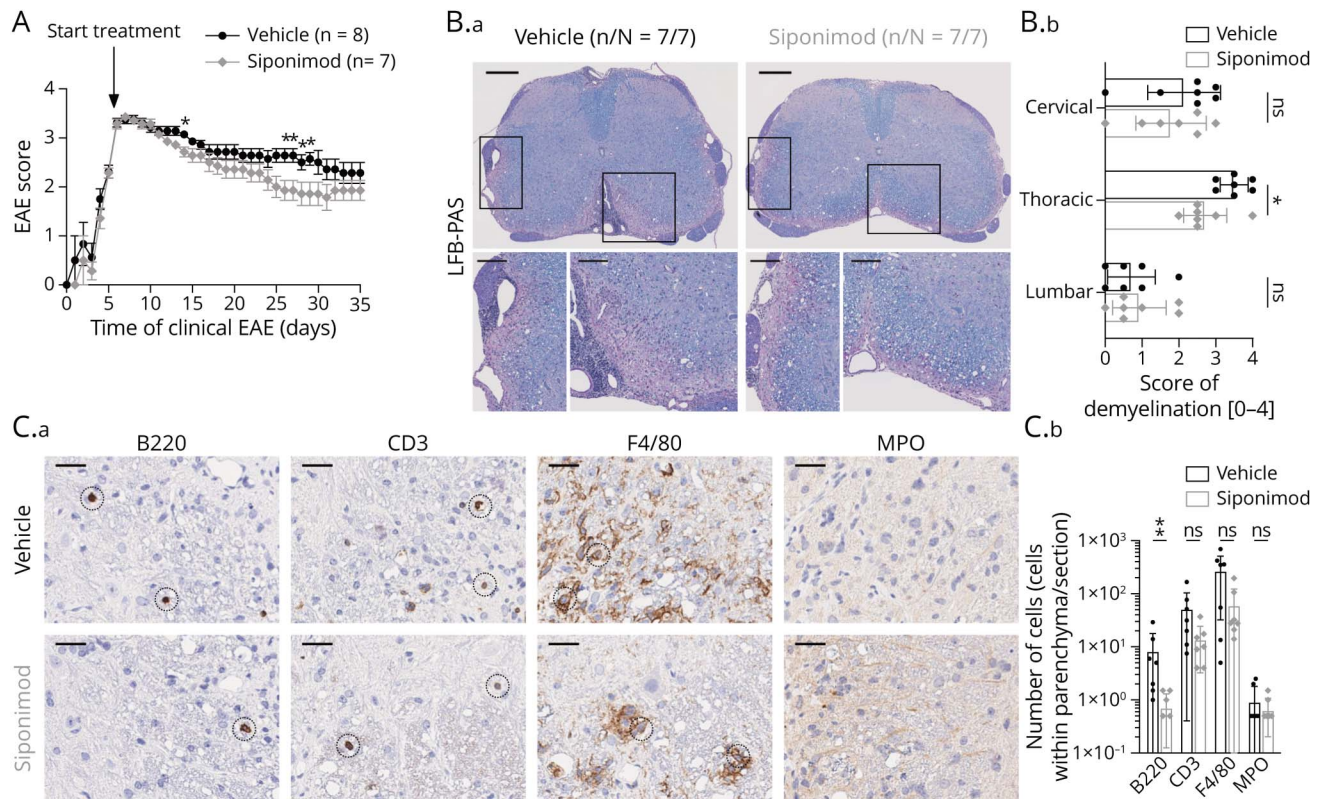 A
Start treatment
Vehicle (n = 8)
Siponimod (n= 7)
EAE score
4
3
2
1
0
*
** **
0 5 10 15 20 25 30 35
Time of clinical EAE (days)
B.a
Vehicle (n/N = 7/7)
Siponimod (n/N = 7/7)
LFB-PAS
B.b
Vehicle
Siponimod
Cervical
ns
Thoracic
*
Lumbar
ns
0 1 2 3 4
Score of
demyelination [0–4]
C.a
B220 CD3 F4/80 MPO
Vehicle
Siponimod
C.b
Vehicle
Siponimod
** ns ns ns
Number of cells (cells
within parenchyma/section)
1×10³
1×10²
1×10⁺¹
1×10⁺⁰
1×10⁻¹
B220
CD3
F4/80
MPO